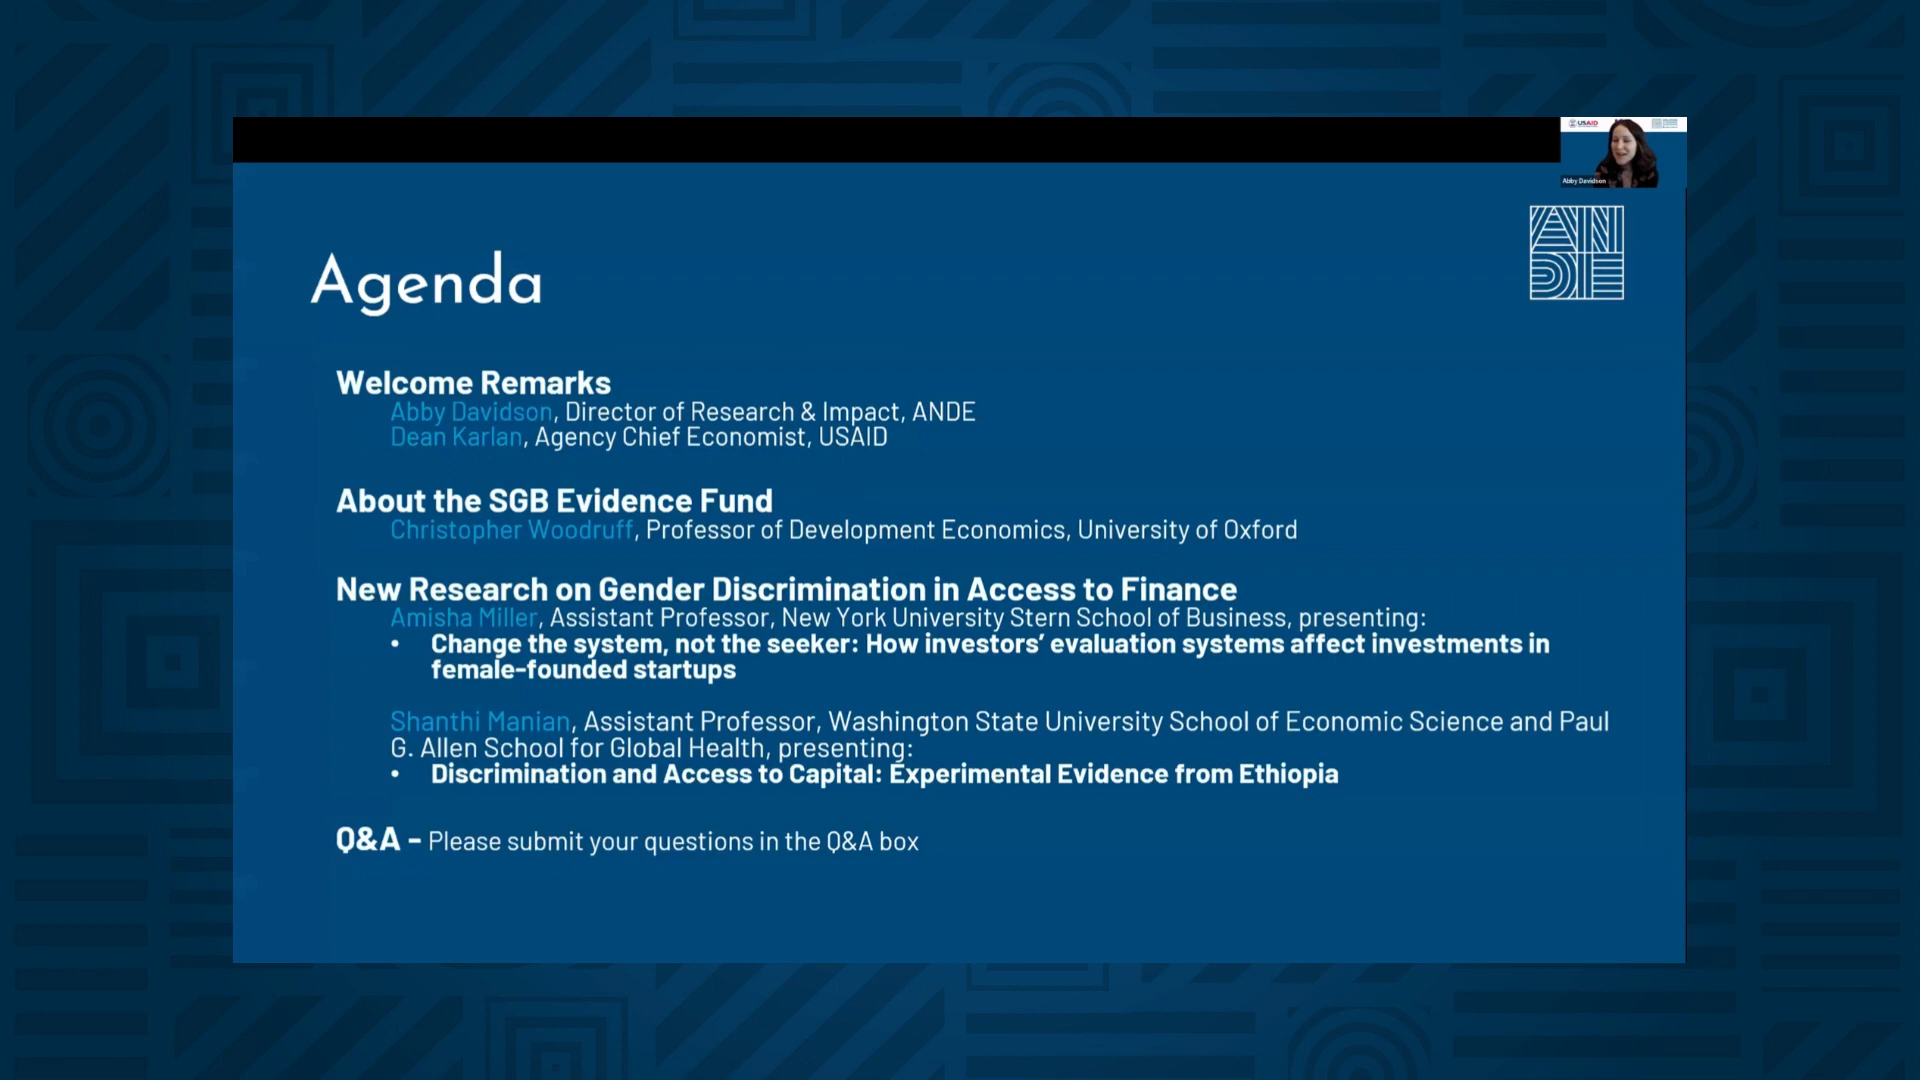 USAID
Abby Davidson
ANDE
Agenda
Welcome Remarks
Abby Davidson, Director of Research & Impact, ANDE
Dean Karlan, Agency Chief Economist, USAID
About the SGB Evidence Fund
Christopher Woodruff, Professor of Development Economics, University of Oxford
New Research on Gender Discrimination in Access to Finance
Amisha Miller, Assistant Professor, New York University Stern School of Business, presenting:
• Change the system, not the seeker: How investors’ evaluation systems affect investments in
female-founded startups
Shanthi Manian, Assistant Professor, Washington State University School of Economic Science and Paul
G. Allen School for Global Health, presenting:
• Discrimination and Access to Capital: Experimental Evidence from Ethiopia
Q&A – Please submit your questions in the Q&A box